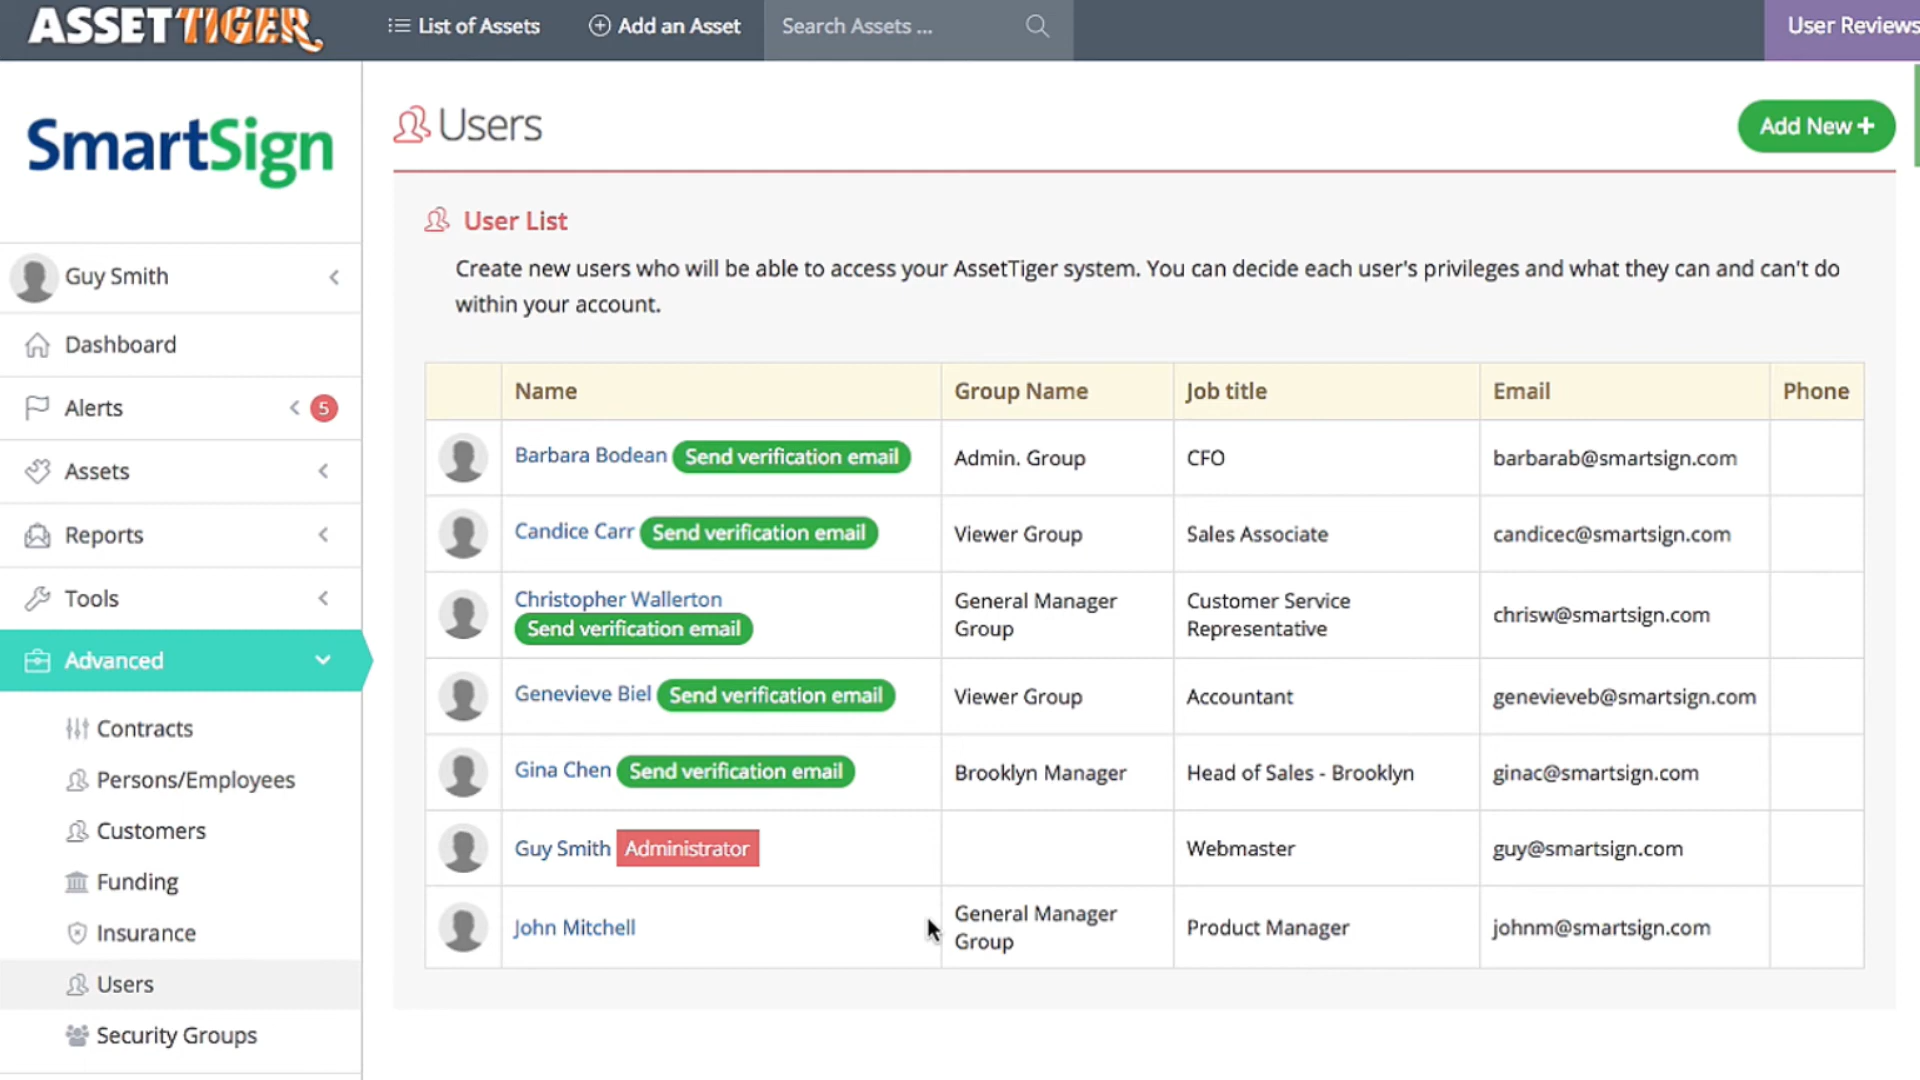 ASSETTIGER
List of Assets
Add an Asset
Search Assets ...
User Reviews
SmartSign
Guy Smith
Dashboard
Alerts 5
Assets
Reports
Tools
Advanced
Contracts
Persons/Employees
Customers
Funding
Insurance
Users
Security Groups
Users
Add New +
User List
Create new users who will be able to access your AssetTiger system. You can decide each user's privileges and what they can and can't do
within your account.
Name Group Name Job title Email Phone
Barbara Bodean Send verification email Admin. Group CFO barbarab@smartsign.com
Candice Carr Send verification email Viewer Group Sales Associate candicec@smartsign.com
Christopher Wallerton
Send verification email
General Manager
Group
Customer Service
Representative
chrisw@smartsign.com
Genevieve Biel Send verification email Viewer Group Accountant genevieveb@smartsign.com
Gina Chen Send verification email Brooklyn Manager Head of Sales - Brooklyn ginac@smartsign.com
Guy Smith Administrator Webmaster guy@smartsign.com
John Mitchell
General Manager
Group
Product Manager
johnm@smartsign.com